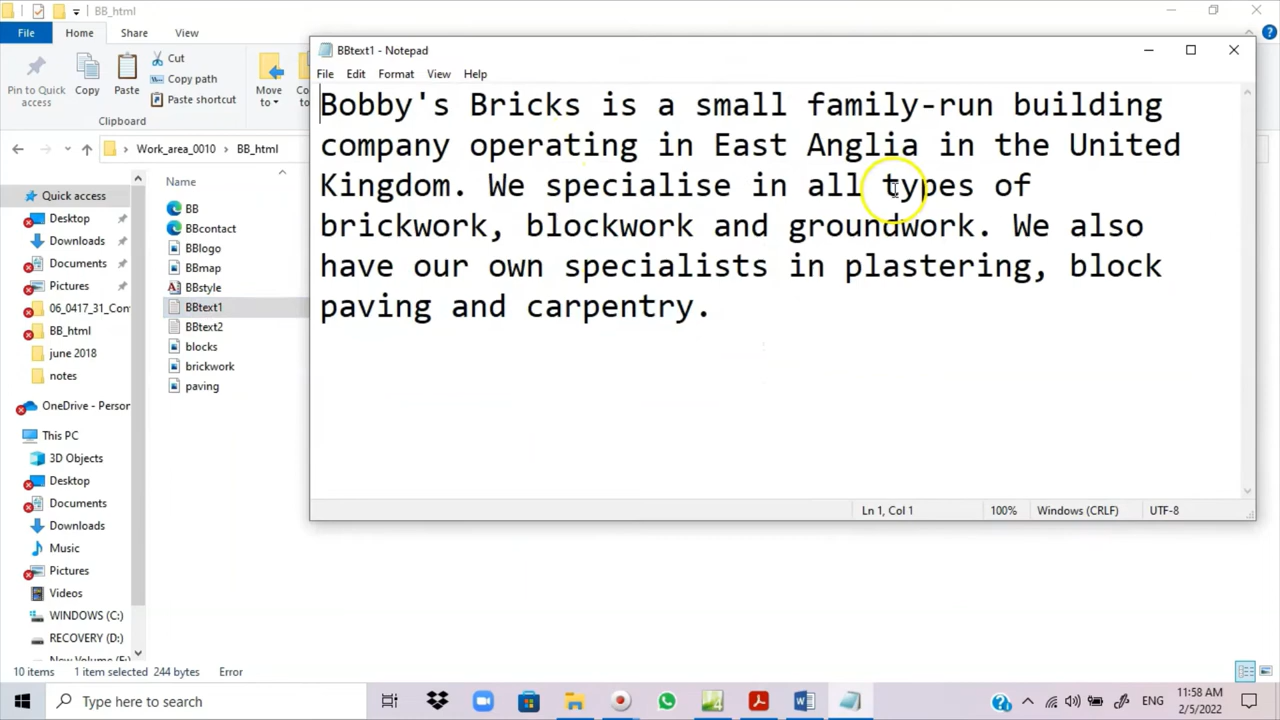 BB_html
File Home Share View
Pin to Quick access
Copy
Paste
Cut
Copy path
Paste shortcut
Move to
Clipboard
Work_area_0010 BB_html
Quick access
Desktop
Downloads
Documents
Pictures
BB_html
june 2018
notes
OneDrive - Person
This PC
3D Objects
Desktop
Documents
Downloads
Music
Pictures
Videos
WINDOWS (C:)
RECOVERY (D:)
Name
BB
BBcontact
BBlogo
BBmap
BBstyle
BBtext1
BBtext2
blocks
brickwork
paving
BBtext1 - Notepad
File Edit Format View Help
Bobby's Bricks is a small family-run building
company operating in East Anglia in the United
Kingdom. We specialise in all types of
brickwork, blockwork and groundwork. We also
have our own specialists in plastering, block
paving and carpentry.
Ln 1, Col 1 100% Windows (CRLF) UTF-8
10 items 1 item selected 244 bytes Error
Type here to search
ENG
11:58 AM
2/5/2022